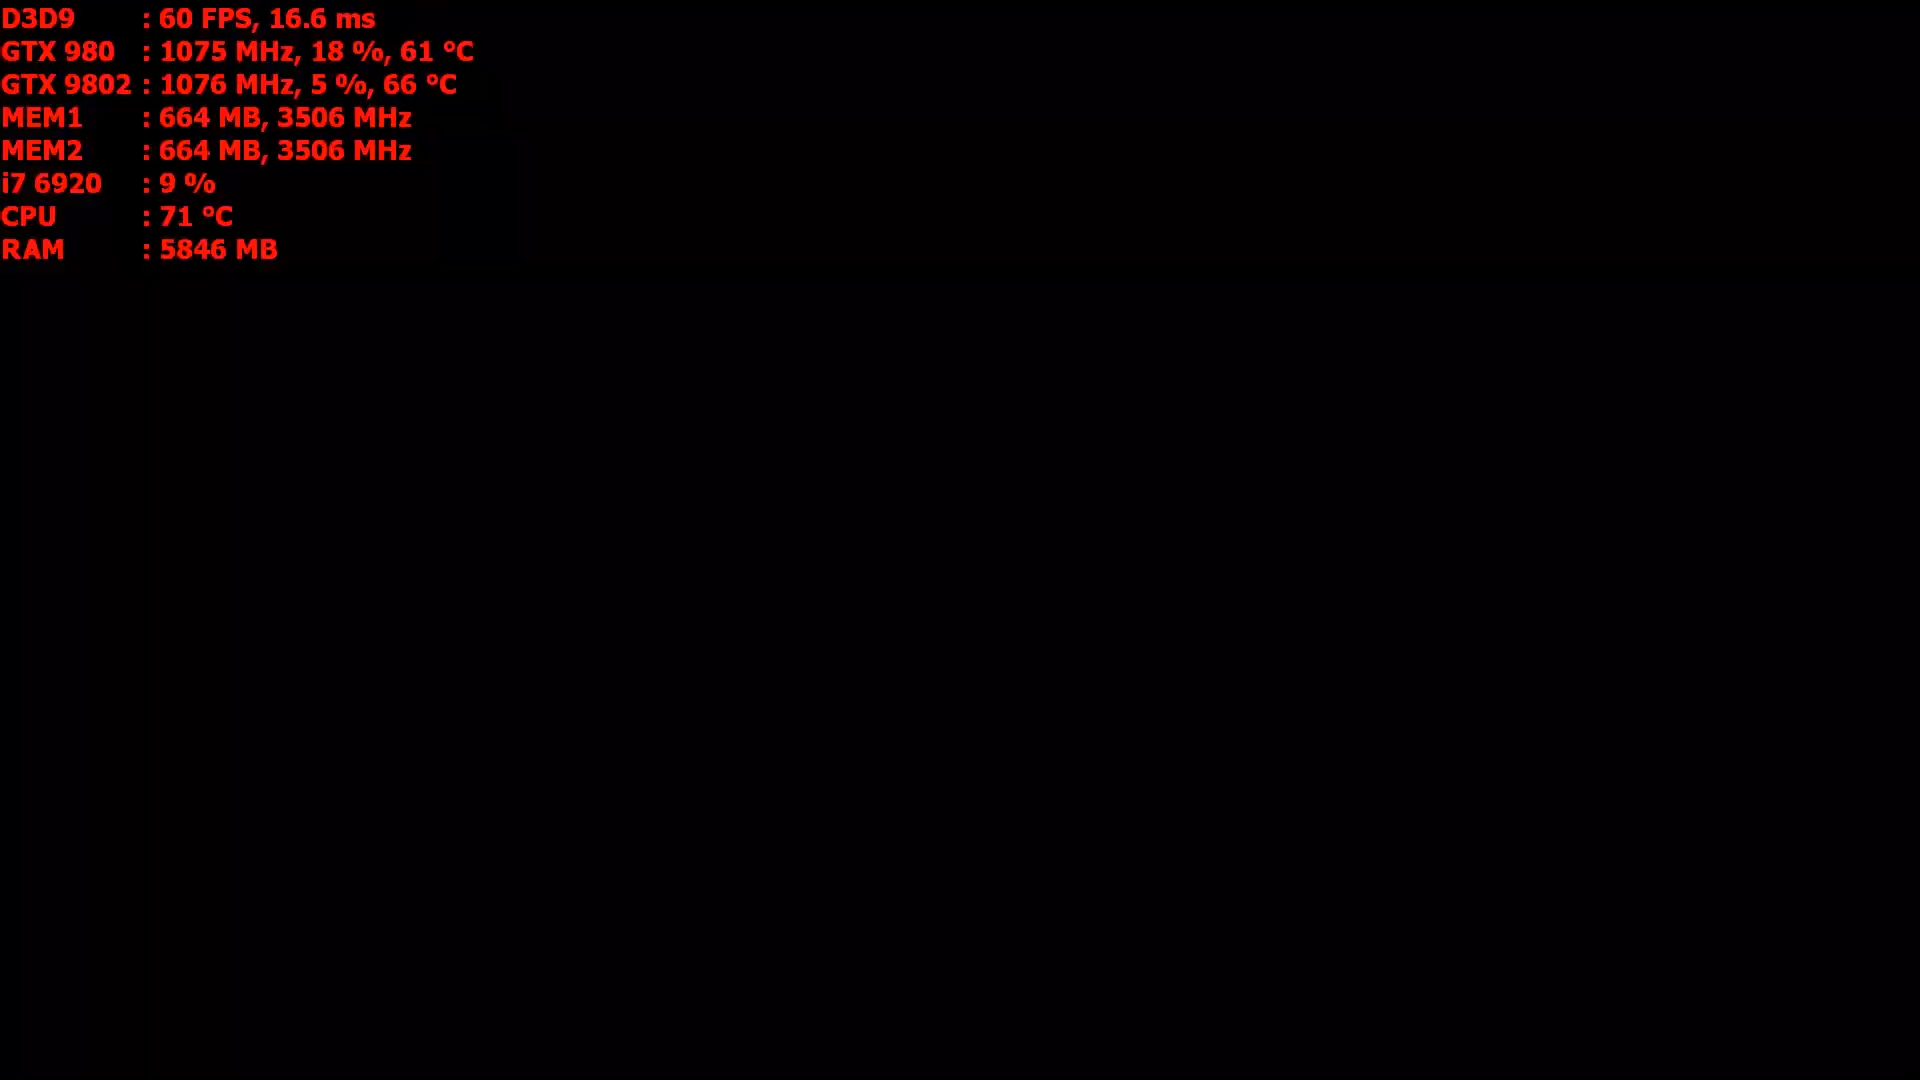 D3D9 : 60 FPS, 16.6 ms
GTX 980 : 1075 MHz, 18 %, 61 °C
GTX 9802 : 1076 MHz, 5 %, 66 °C
MEM1 : 664 MB, 3506 MHz
MEM2 : 664 MB, 3506 MHz
i7 6920 : 9 %
CPU : 71 °C
RAM : 5846 MB